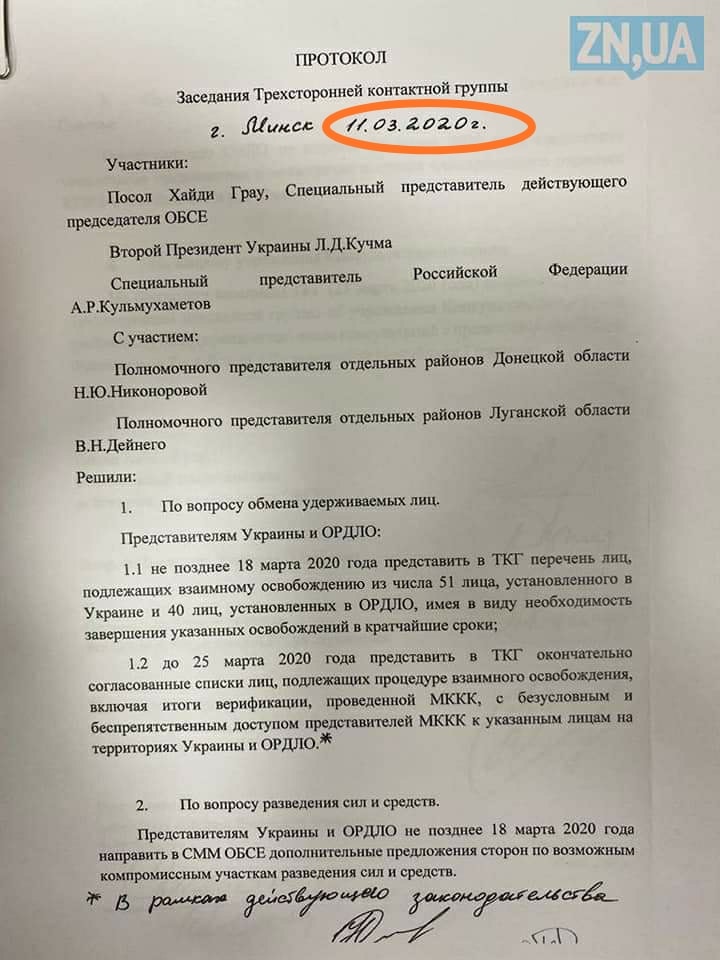 ZN,UA
ПРОТОКОЛ
Заседания Трехсторонней контактной группы
г. Минск 11.03.2020г.
Участники:
Посол Хайди Грау, Специальный представитель действующего
председателя ОБСЕ
Второй Президент Украины Л.Д.Кучма
Специальный представитель Российской Федерации
А.Р.Кульмухаметов
С участием:
Полномочного представителя отдельных районов Донецкой области
Н.Ю.Никоноровой
Полномочного представителя отдельных районов Луганской области
В.Н.Дейнего
Решили:
1. По вопросу обмена удерживаемых лиц.
Представителям Украины и ОРДЛО:
1.1 не позднее 18 марта 2020 года представить в ТКГ перечень лиц,
подлежащих взаимному освобождению из числа 51 лица, установленного в
Украине и 40 лиц, установленных в ОРДЛО, имея в виду необходимость
завершения указанных освобождений в кратчайшие сроки;
1.2 до 25 марта 2020 года представить в ТКГ окончательно
согласованные списки лиц, подлежащих процедуре взаимного освобождения,
включая итоги верификации, проведенной МККК, с безусловным и
беспрепятственным доступом представителей МККК к указанным лицам на
территориях Украины и ОРДЛО.*
2. По вопросу разведения сил и средств.
Представителям Украины и ОРДЛО не позднее 18 марта 2020 года
направить в СММ ОБСЕ дополнительные предложения сторон по возможным
компромиссным участкам разведения сил и средств.
* В рамках действующего законодательства